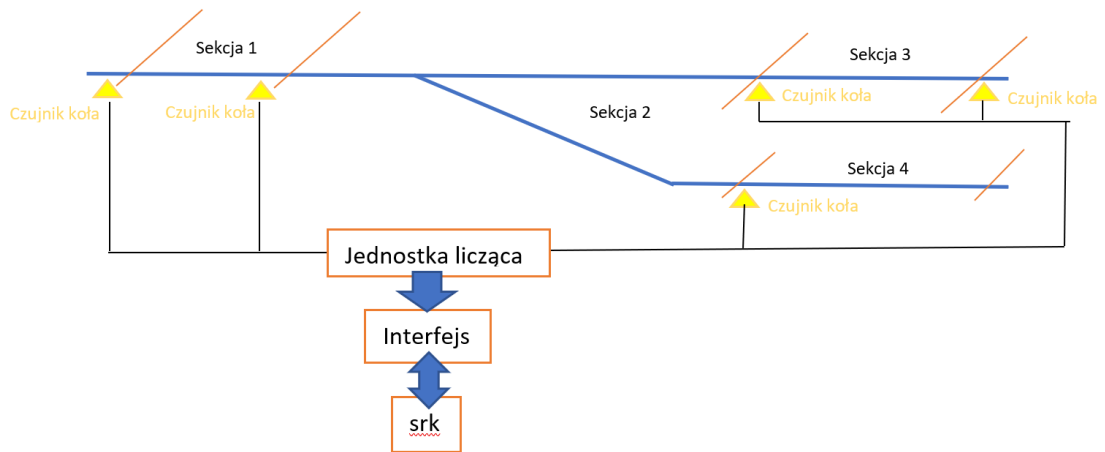 Sekcja 1
Sekcja 3
Czujnik koła
Czujnik koła
Czujnik koła
Czujnik koła
Sekcja 2
Sekcja 4
Czujnik koła
Jednostka licząca
Interfejs
srk